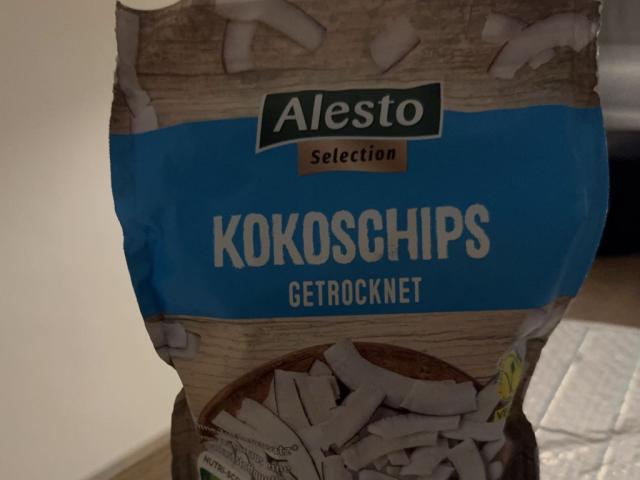 Alesto
Selection
KOKOSCHIPS
GETROCKNET